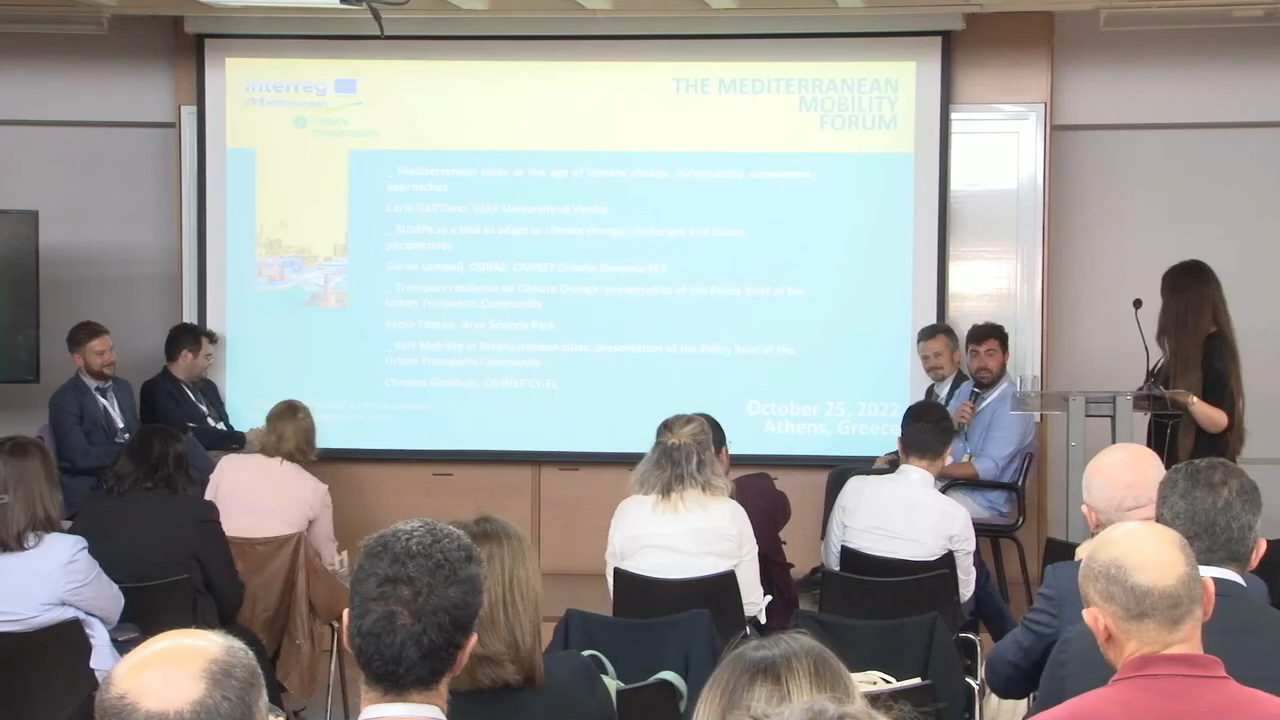 Interreg
Mediterranean
URBAN
TRANSPORTS
THE MEDITERRANEAN
MOBILITY
FORUM
_ Mediterranean cities at the age of climate change: vulnerability assessment
approaches
Carlo Dall'Omo, IUAV University of Venice
_ SUMPs as a tool to adapt to climate change: challenges and future
perspectives
Goran Lampelj, ODRAZ, CIVINET
_ Transport resilience to Climate Change: presentation of the Policy Brief of the
Urban Transports Community
Fabio Tomasi, Area Science Park
_ Soft Mobility in Mediterranean cities: presentation of the Policy Brief of the
Urban Transports Community
CIVINET CY-EL
October 25, 2022
Athens, Greece